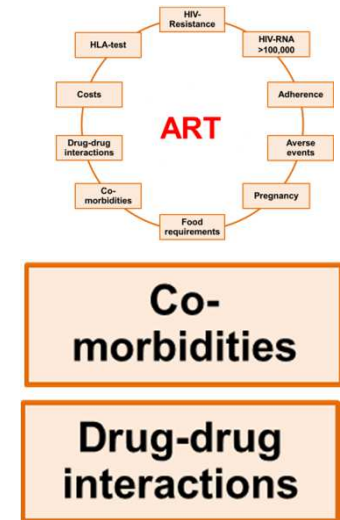 HIV-
Resistance
HLA-test
HIV-RNA
>100,000
Costs
Adherence
ART
Drug-drug
interactions
Averse
events
Co-
morbidities
Pregnancy
Food
requirements
Co-
morbidities
Drug-drug
interactions